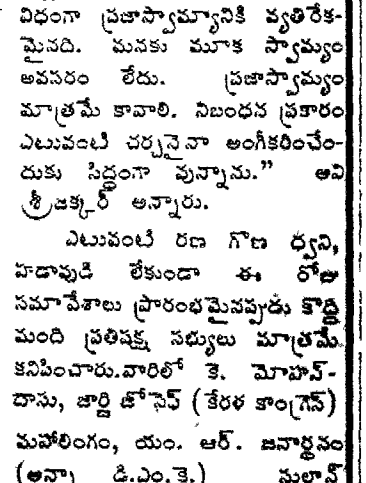 విధంగా ప్రజాస్వామ్యానికి వ్యతిరేక-
మైనది. మనకు మూక స్వామ్యం
అవసరం లేదు. ప్రజాస్వామ్యం
మాత్రమే కావాలి. నిబంధన ప్రకారం
ఎటువంటి చర్చనైనా అంగీకరించేం-
దుకు సిద్ధంగా వున్నాను.” అని
శ్రీజక్కర్ అన్నారు.
ఎటువంటి రణ గొణ ధ్వని,
హడావుడి లేకుండా ఈ రోజు
సమావేశాలు ప్రారంభమైనప్పుడు కొద్ది
మంది ప్రతిపక్ష సభ్యులు మాత్రమే
కనిపించారు.వారిలో కె. మోహన్-
దాసు, జార్జి జోసెఫ్ (కేరళ కాంగ్రెస్)
మహాలింగం, యం. ఆర్. జనార్థనం
(అన్నా డి.ఎం.కె.) సులాన్